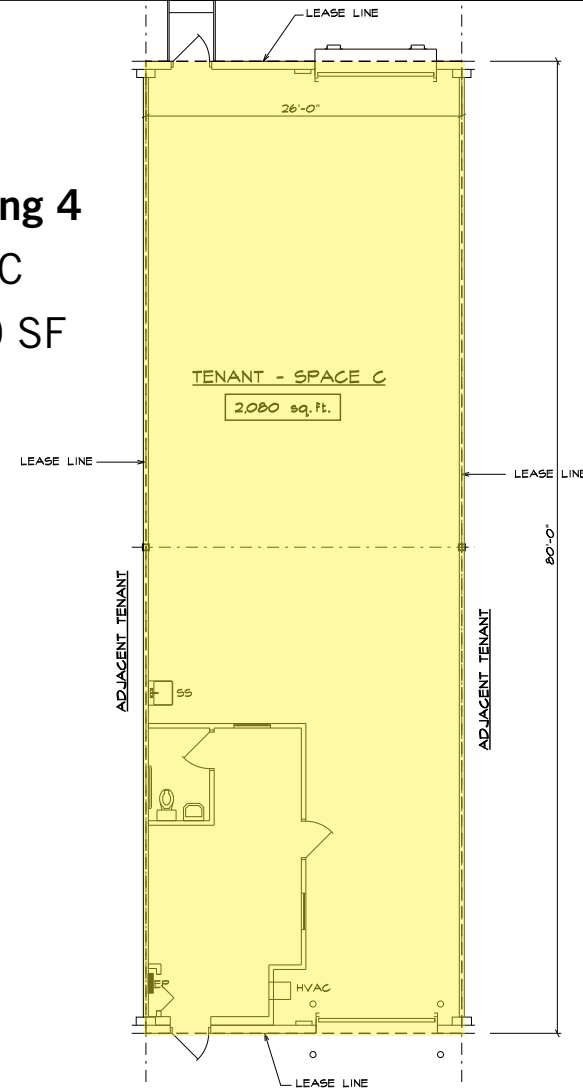 LEASE LINE
26'-0"
ng 4
C
SF
TENANT - SPACE C
2,080 sq.ft.
LEASE LINE
LEASE LINE
80'-0"
ADJACENT TENANT
ADJACENT TENANT
SS
EP
HVAC
LEASE LINE